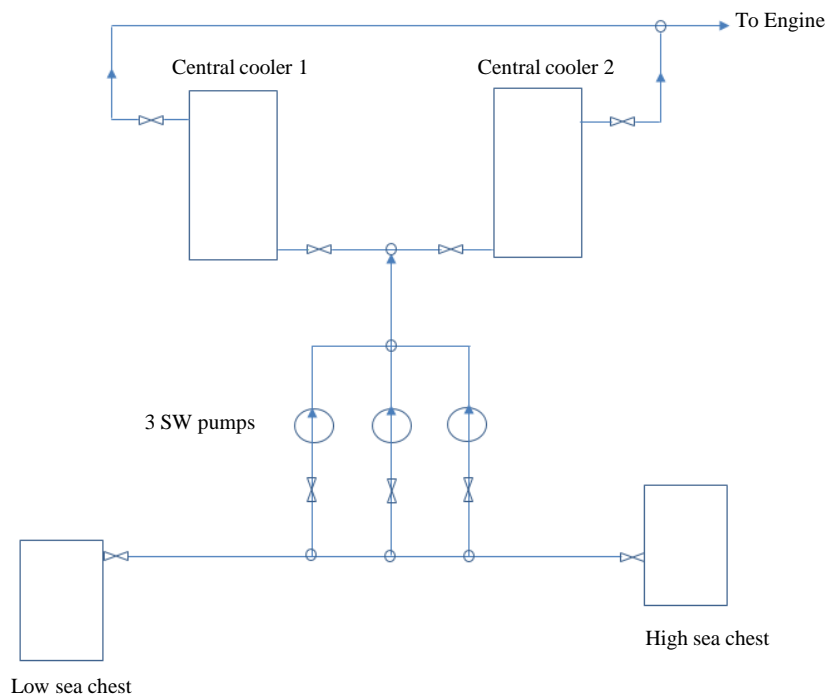 To Engine
Central cooler 1
Central cooler 2
3 SW pumps
High sea chest
Low sea chest